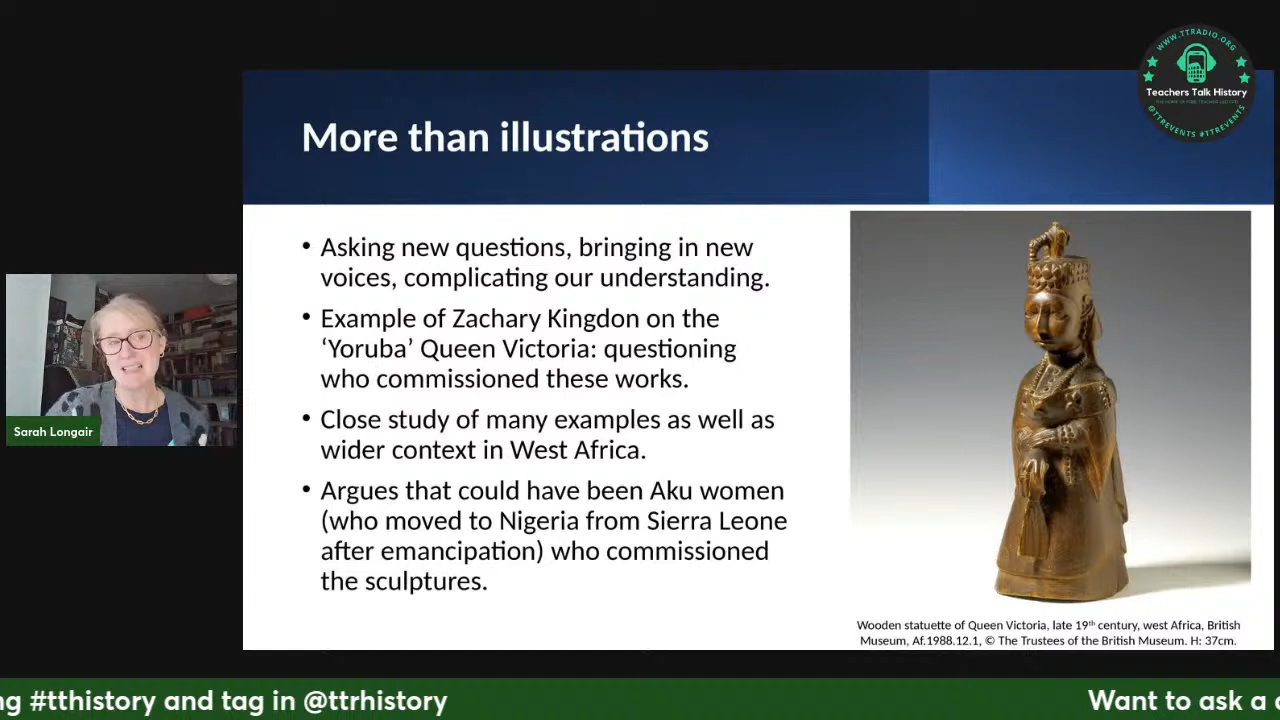 WWW.TTRADIO.ORG
Teachers Talk History
@TTREVENTS #TTREVENTS
More than illustrations
• Asking new questions, bringing in new
voices, complicating our understanding.
• Example of Zachary Kingdon on the
‘Yoruba’ Queen Victoria: questioning
who commissioned these works.
• Close study of many examples as well as
wider context in West Africa.
• Argues that could have been Aku women
(who moved to Nigeria from Sierra Leone
after emancipation) who commissioned
the sculptures.
Wooden statuette of Queen Victoria, late 19th century, west Africa, British
Museum, Af.1988.12.1, © The Trustees of the British Museum. H: 37cm.
Sarah Longair
ng #tthistory and tag in @ttrhistory
Want to ask a